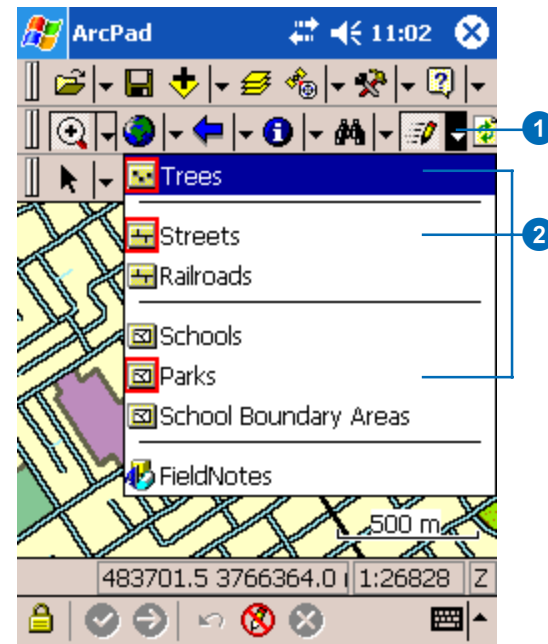 ArcPad 11:02
1
Trees
Streets
2
Railroads
Schools
Parks
School Boundary Areas
FieldNotes
500 m
483701.5 3766364.0 1:26828 Z